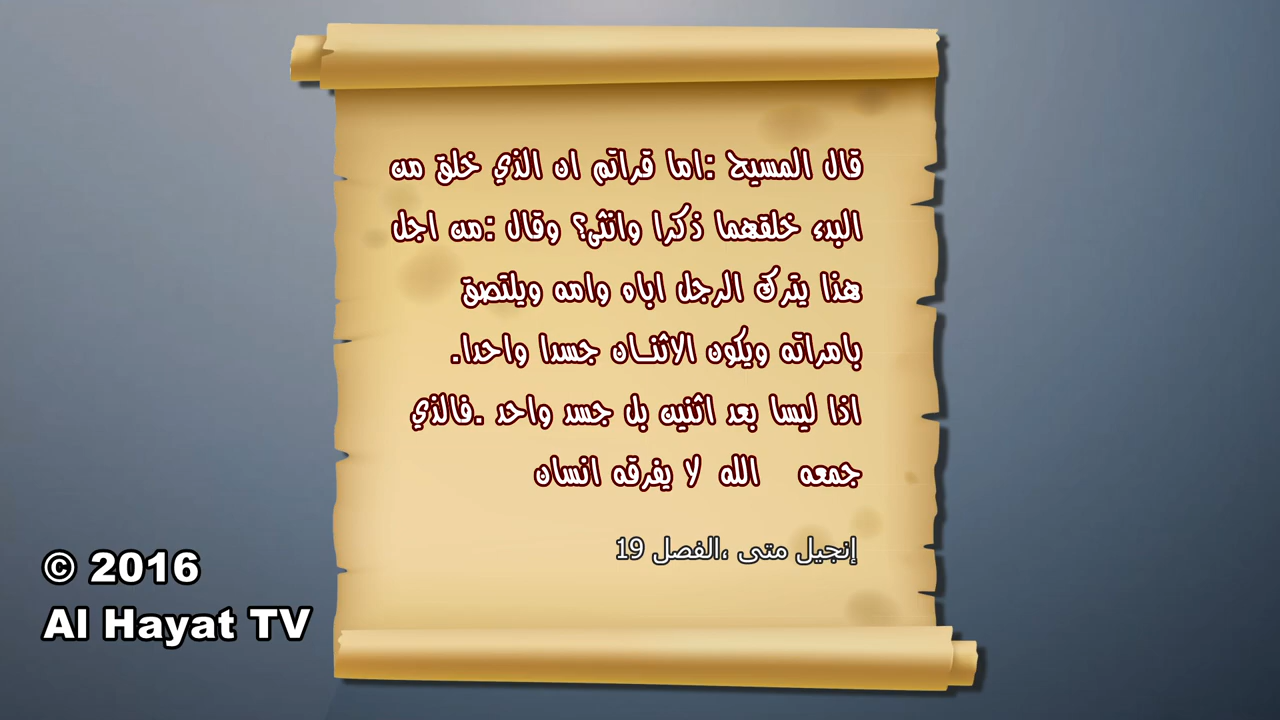 قال المسيح :اما قراتم ان الذي خلق من
البدء خلقهما ذكرا وانثى؟ وقال :من اجل
هذا يترك الرجل اباه وامه ويلتصق
بامراته ويكون الاثنـان جسدا واحدا.
اذا ليسا بعد اثنين بل جسد واحد .فالذي
جمعه الله لا يفرقه انسان
إنجيل متى ،الفصل 19
© 2016
Al Hayat TV